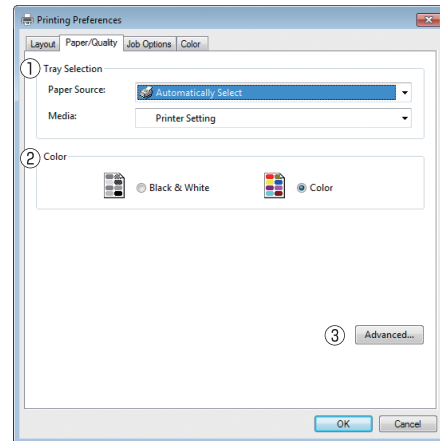 Printing Preferences
Layout Paper/Quality Job Options Color
① Tray Selection
Paper Source: Automatically Select
Media: Printer Setting
② Color
Black & White Color
③ Advanced...
OK Cancel